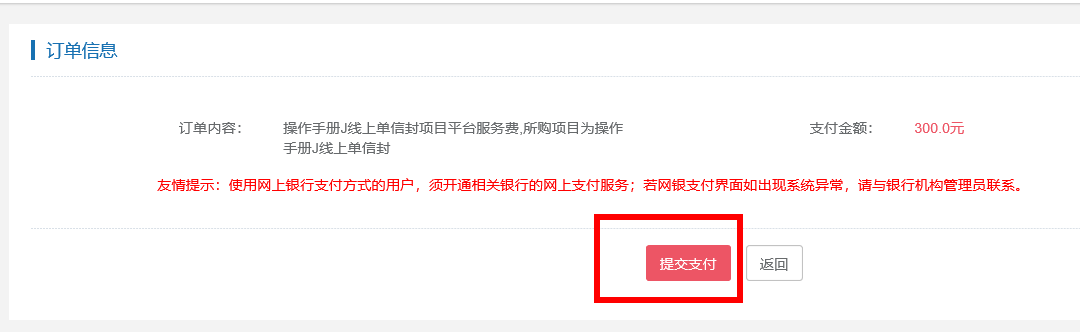 订单信息
订单内容： 操作手册J线上单信封项目平台服务费,所购项目为操作 支付金额： 300.0元
手册J线上单信封
友情提示：使用网上银行支付方式的用户，须开通相关银行的网上支付服务；若网银支付界面如出现系统异常，请与银行机构管理员联系。
提交支付 返回